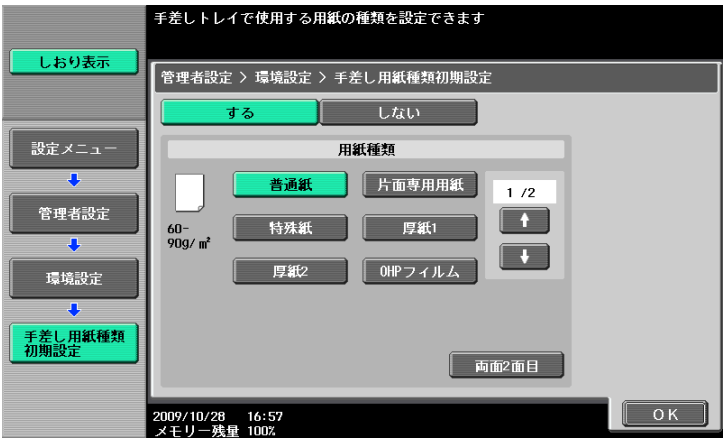 手差しトレイで使用する用紙の種類を設定できます
しおり表示
管理者設定 > 環境設定 > 手差し用紙種類初期設定
する
しない
設定メニュー
用紙種類
普通紙
片面専用用紙
1 /2
管理者設定
60-
90g/㎡
特殊紙
厚紙1
厚紙2
OHPフィルム
環境設定
手差し用紙種類
初期設定
両面2面目
2009/10/28 16:57
メモリー残量 100%
OK